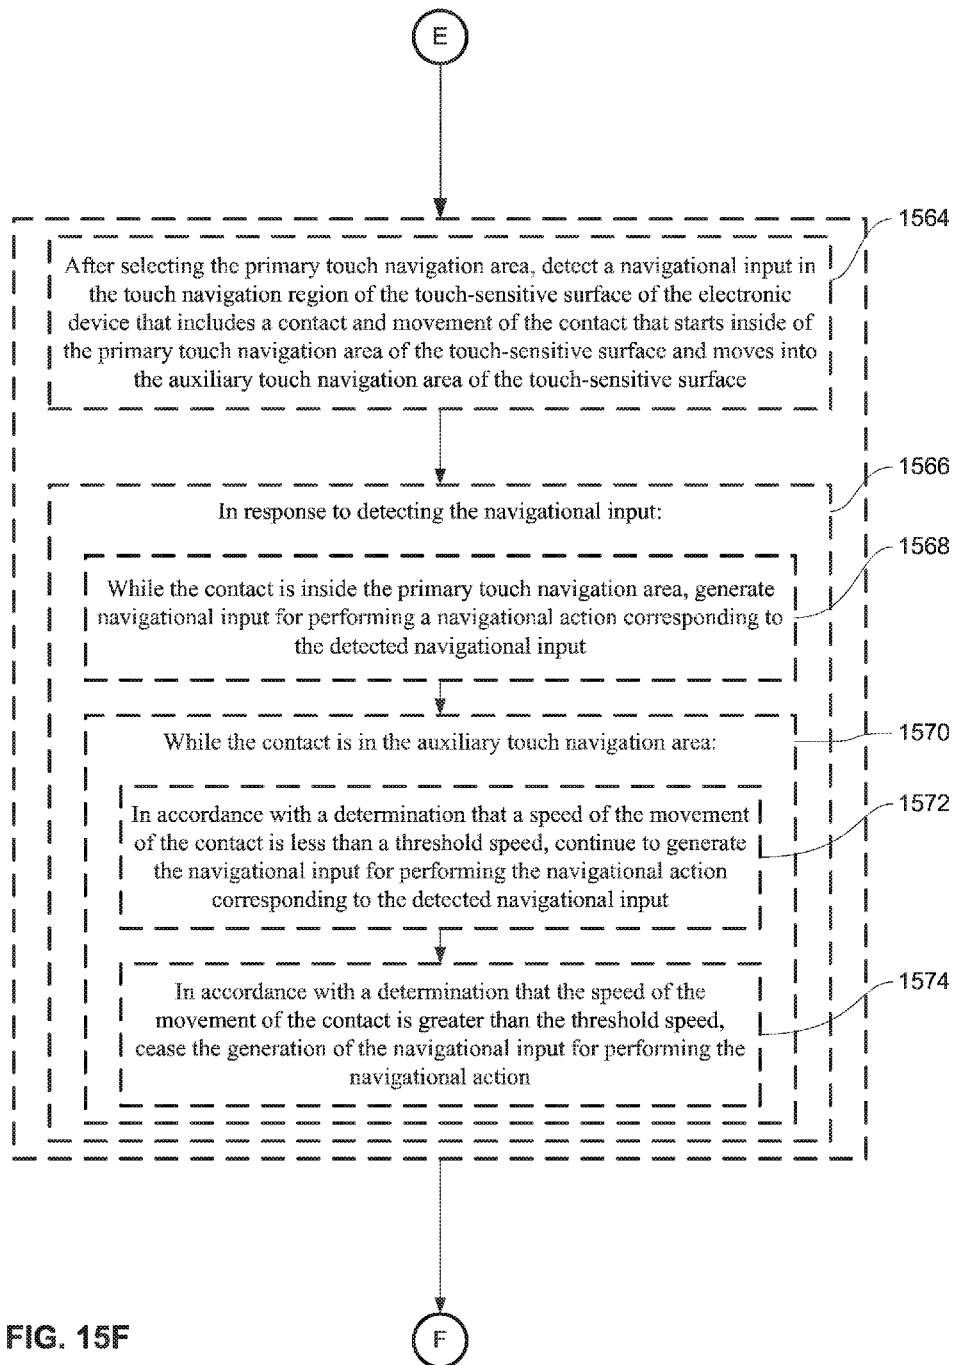 E
1564
After selecting the primary touch navigation area, detect a navigational input in
the touch navigation region of the touch-sensitive surface of the electronic
device that includes a contact and movement of the contact that starts inside of
the primary touch navigation area of the touch-sensitive surface and moves into
the auxiliary touch navigation area of the touch-sensitive surface
1566
In response to detecting the navigational input:
1568
While the contact is inside the primary touch navigation area, generate
navigational input for performing a navigational action corresponding to
the detected navigational input
1570
While the contact is in the auxiliary touch navigation area:
1572
In accordance with a determination that a speed of the movement
of the contact is less than a threshold speed, continue to generate
the navigational input for performing the navigational action
corresponding to the detected navigational input
1574
In accordance with a determination that the speed of the
movement of the contact is greater than the threshold speed,
cease the generation of the navigational input for performing the
navigational action
FIG. 15F
F